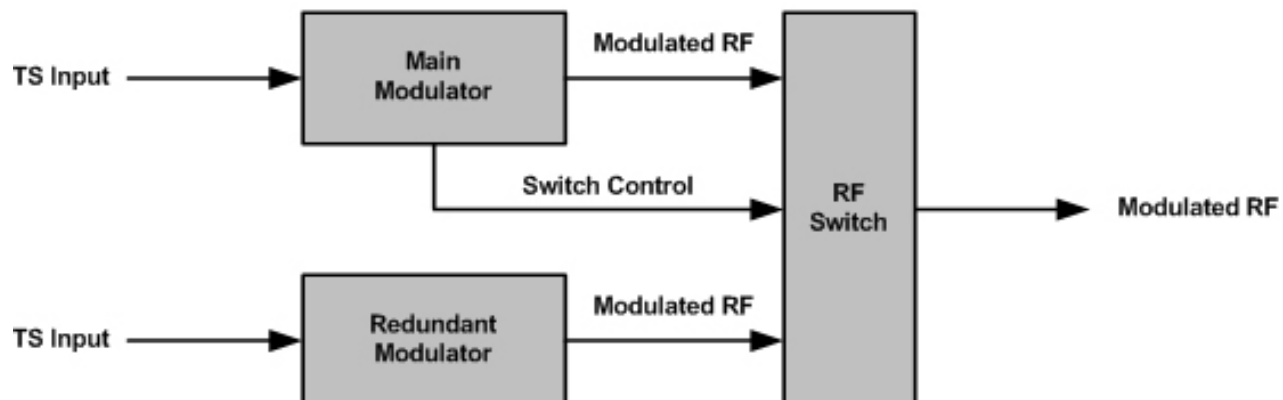 Modulated RF
TS Input
Main
Modulator
Switch Control
RF
Switch
Modulated RF
Modulated RF
TS Input
Redundant
Modulator